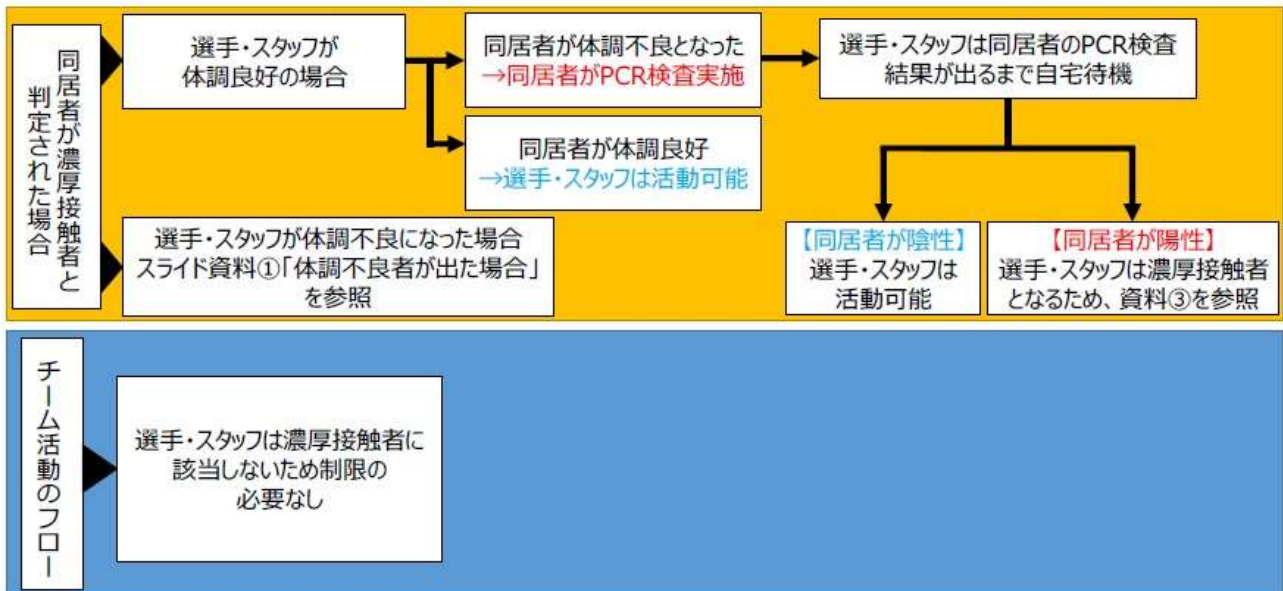 同居者が濃厚接触者と
判定された場合
選手・スタッフが
体調良好の場合
同居者が体調不良となった
→同居者がPCR検査実施
選手・スタッフは同居者のPCR検査
結果が出るまで自宅待機
同居者が体調良好
→選手・スタッフは活動可能
【同居者が陰性】
選手・スタッフは
活動可能
【同居者が陽性】
選手・スタッフは濃厚接触者
となるため、資料③を参照
選手・スタッフが体調不良になった場合
スライド資料①「体調不良者が出た場合」
を参照
チーム活動のフロー
選手・スタッフは濃厚接触者に
該当しないため制限の
必要なし